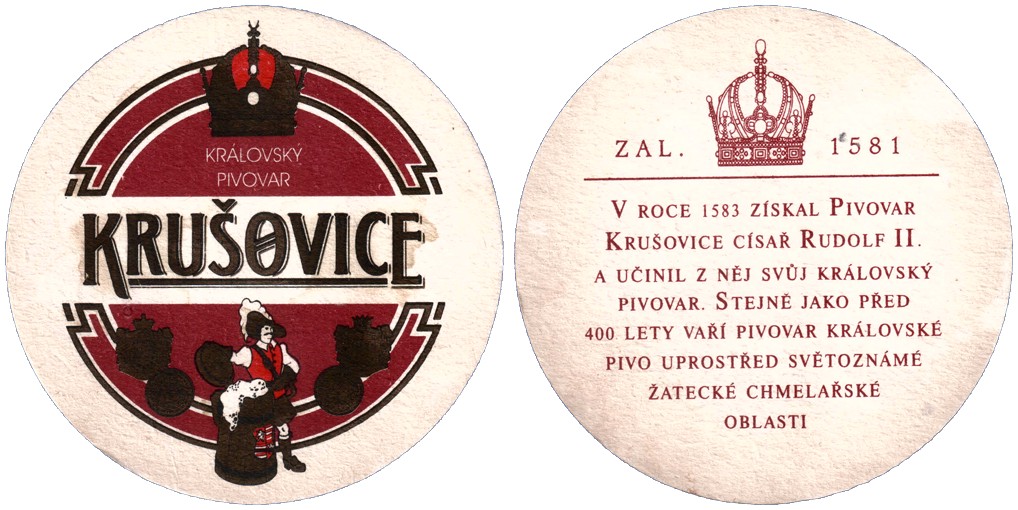 KRÁLOVSKÝ
PIVOVAR
KRUŠOVICE
ZAL. 1581
V ROCE 1583 ZÍSKAL PIVOVAR
KRUŠOVICE CÍSAŘ RUDOLF II.
A UČINIL Z NĚJ SVŮJ KRÁLOVSKÝ
PIVOVAR. STEJNĚ JAKO PŘED
400 LETY VAŘÍ PIVOVAR KRÁLOVSKÉ
PIVO UPROSTŘED SVĚTOZNÁMÉ
ŽATECKÉ CHMELAŘSKÉ
OBLASTI